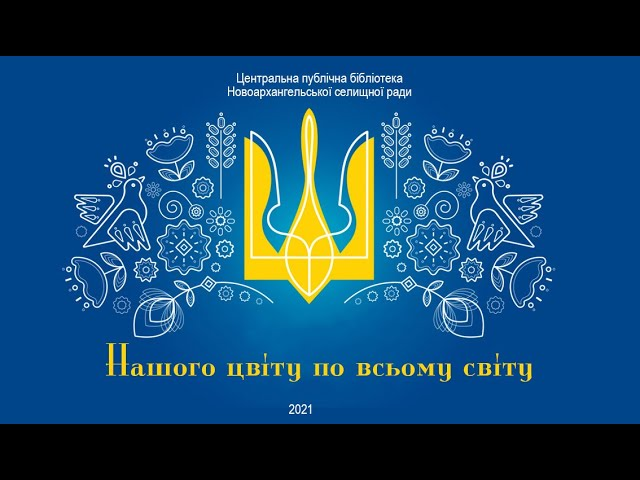 Центральна публічна бібліотека
Новоархангельської селищної ради
Нашого цвіту по всьому світу
2021